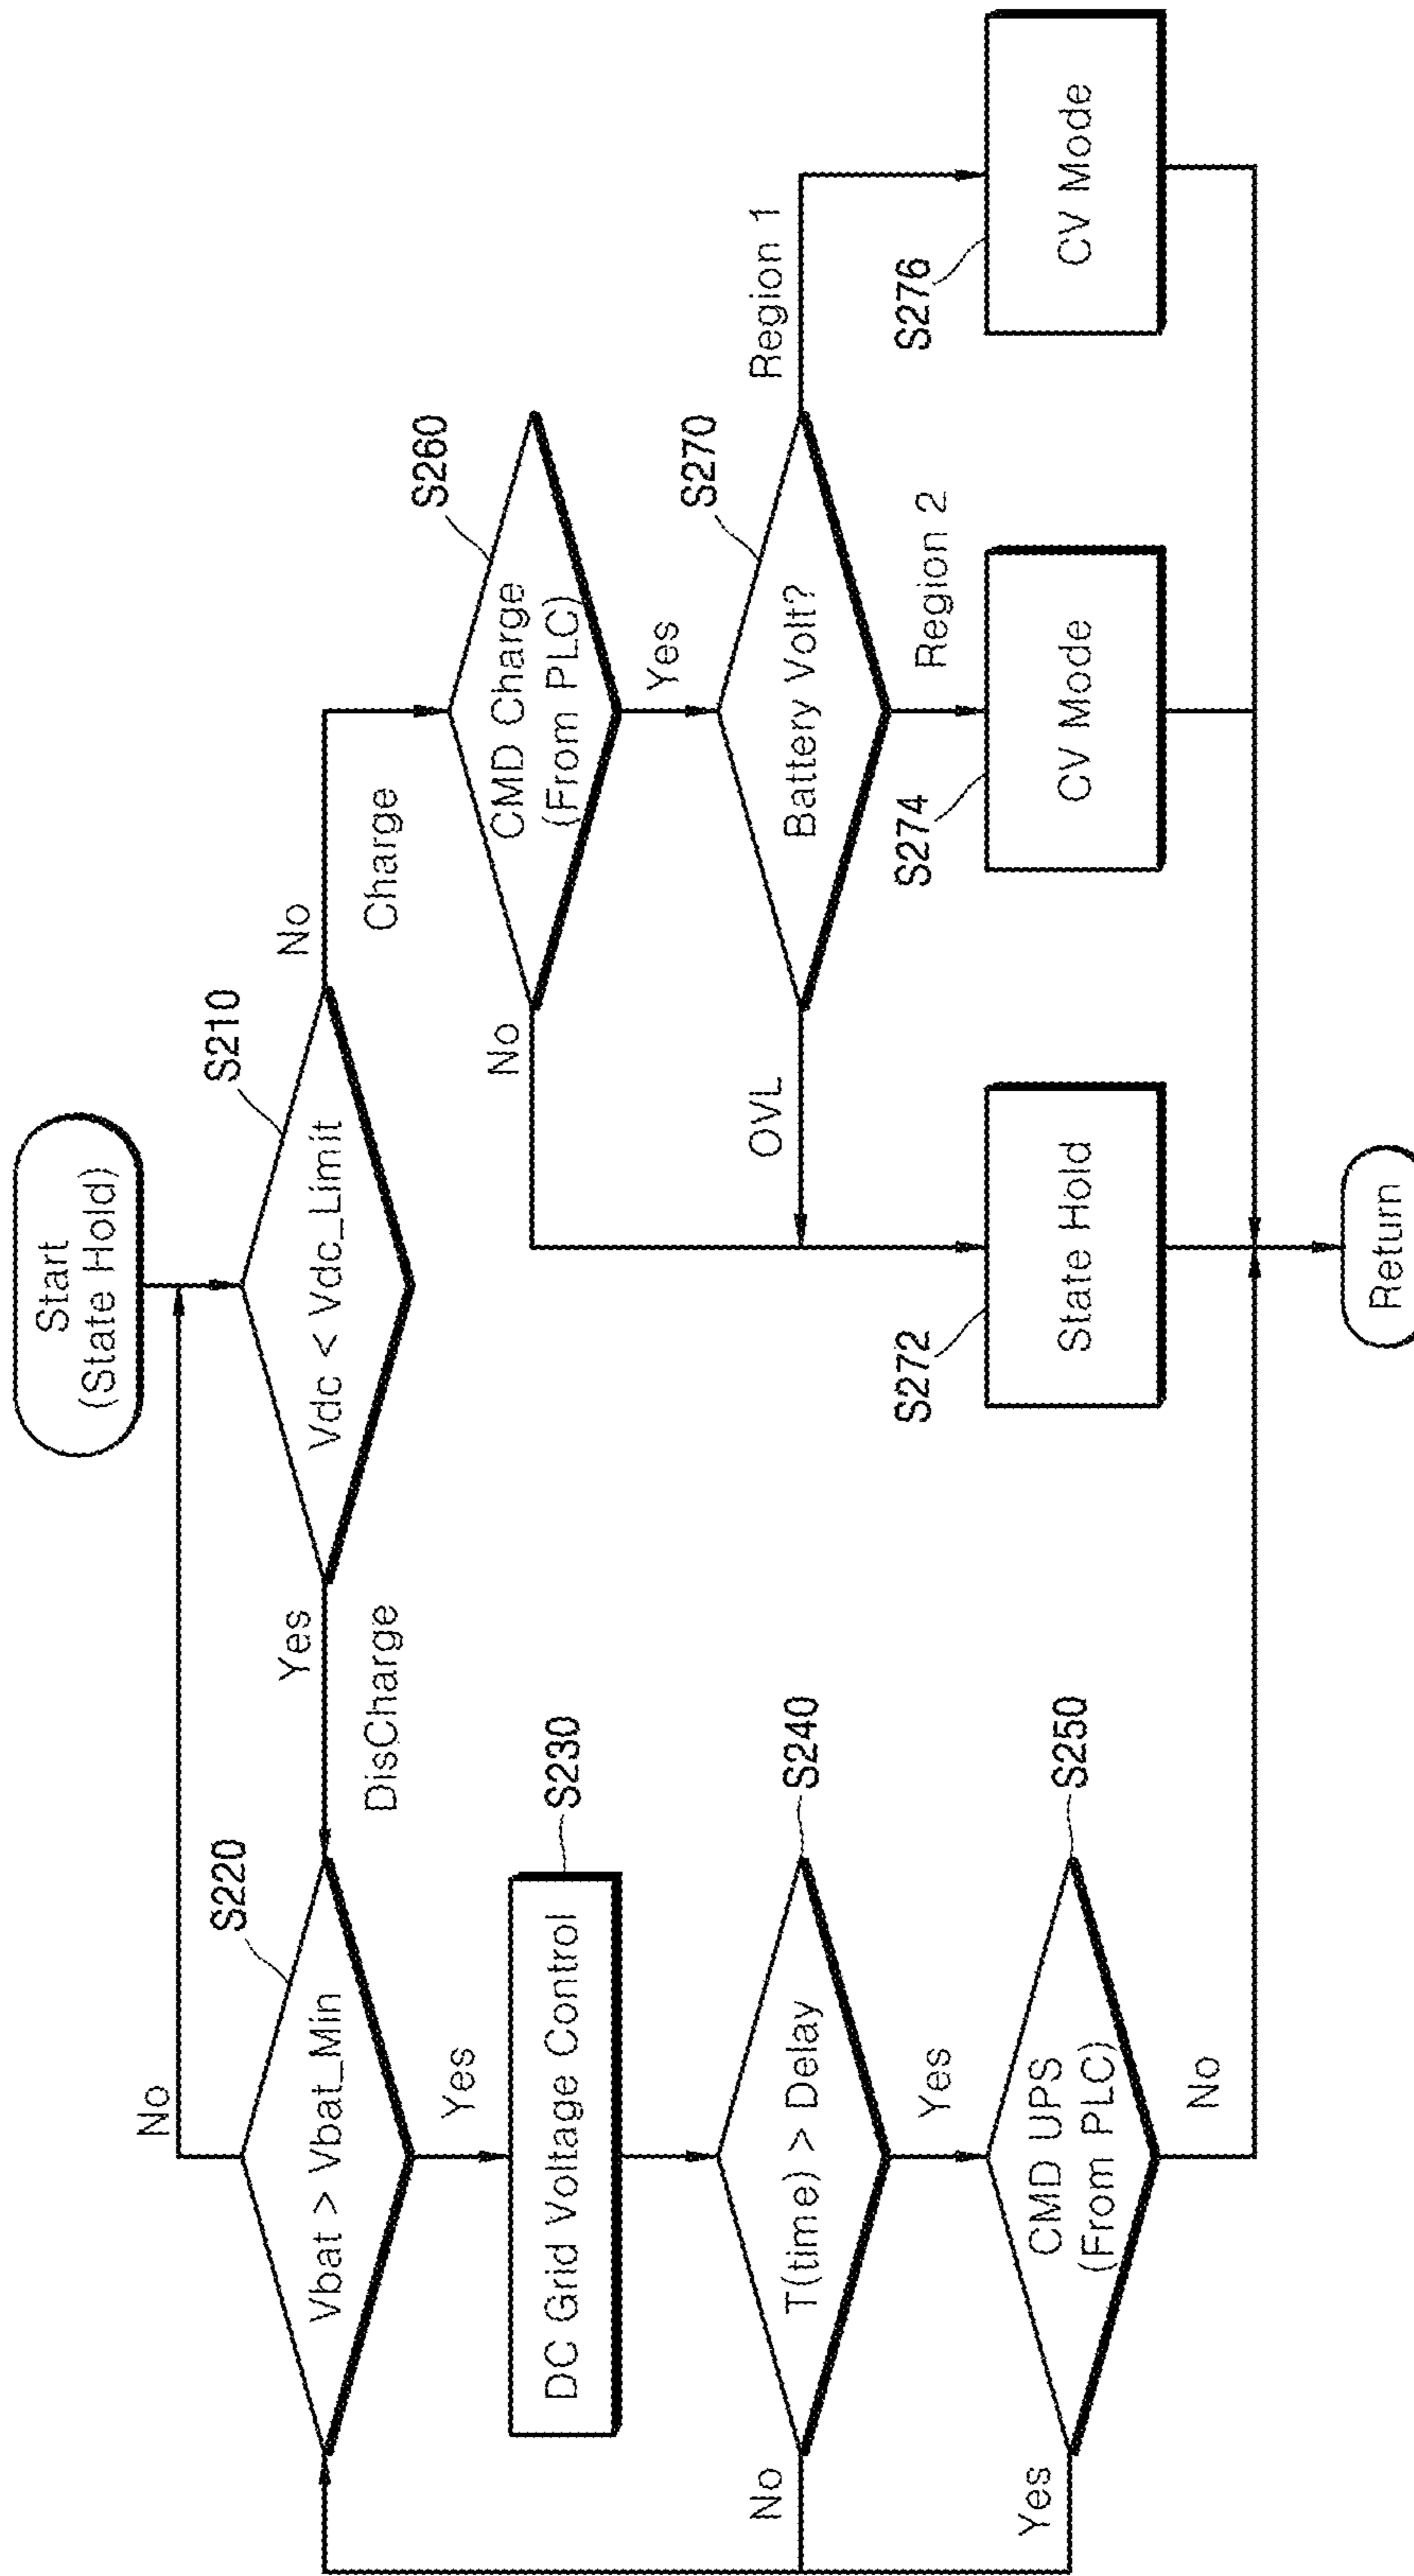 Start
(State Hold)
S210
Vdc < Vdc_Limit
Yes
No
DisCharge
Charge
S220
Vbat > Vbat_Min
No
Yes
S230
DC Grid Voltage Control
S240
T(time) > Delay
No
Yes
S250
CMD UPS
(From PLC)
Yes
No
S260
CMD Charge
(From PLC)
No
Yes
S270
Battery Volt?
OVL
Region 2
Region 1
S272
State Hold
S274
CV Mode
S276
CV Mode
Return